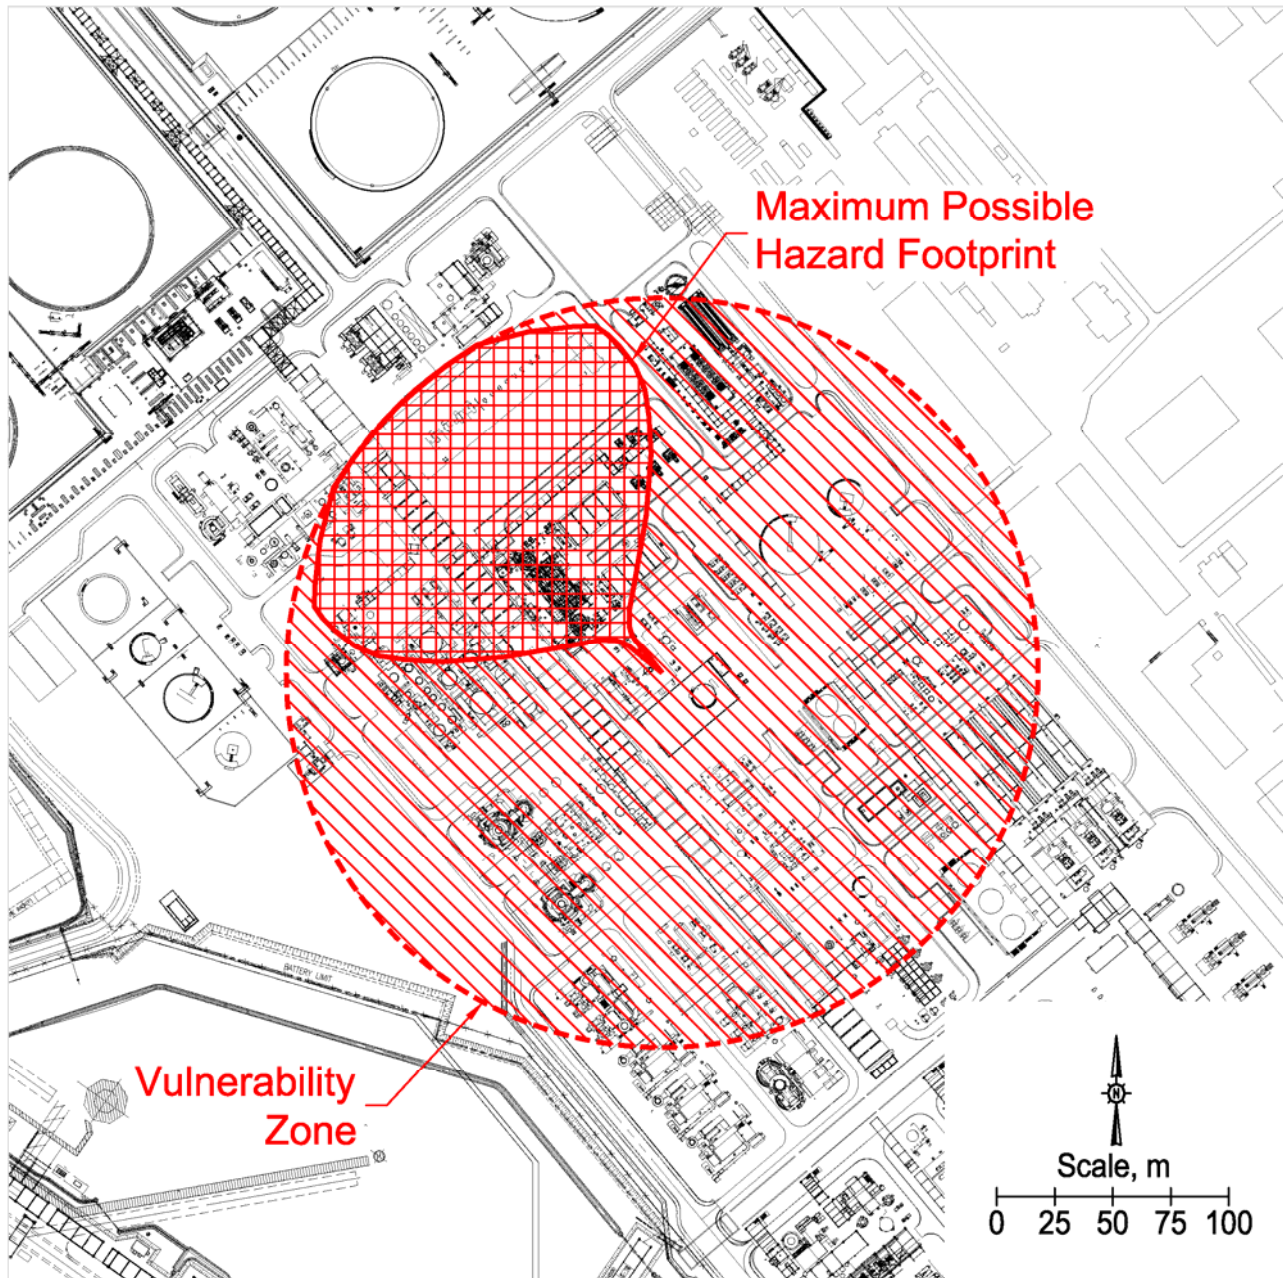 Maximum Possible
Hazard Footprint
BATTERY LIMIT
Vulnerability
Zone
N
Scale, m
0 25 50 75 100